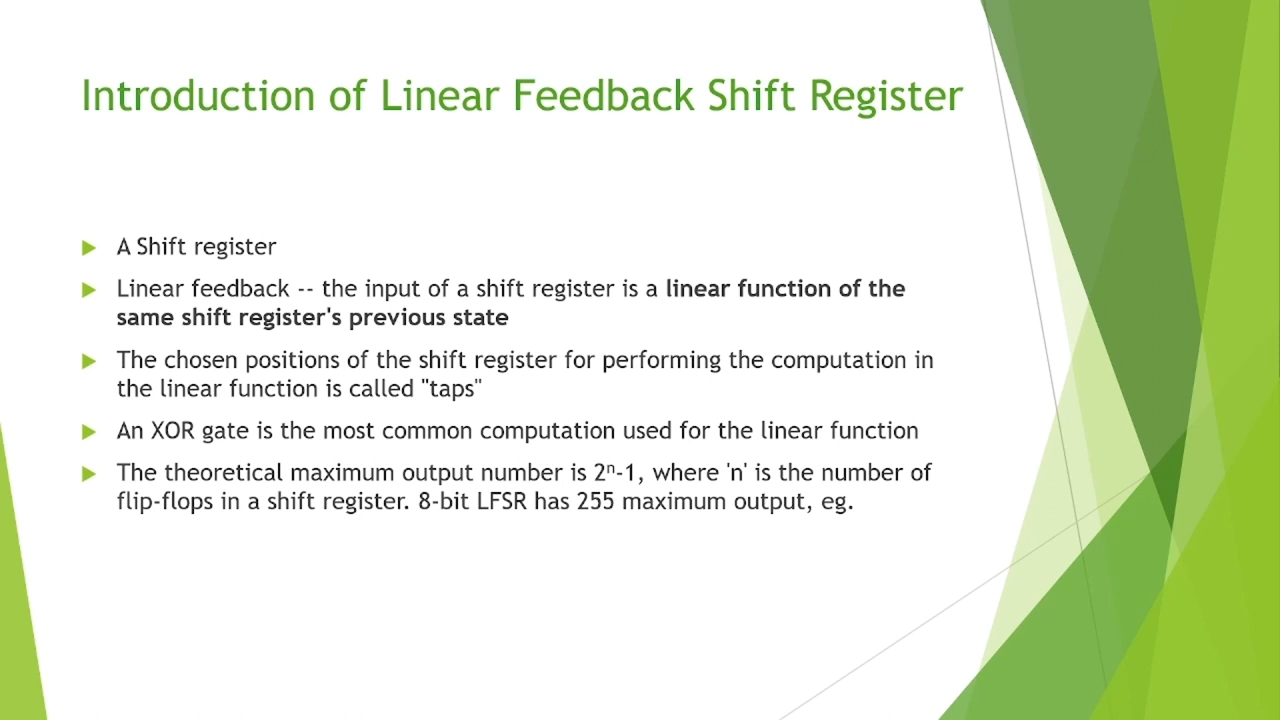 Introduction of Linear Feedback Shift Register
A Shift register
Linear feedback -- the input of a shift register is a linear function of the
same shift register's previous state
The chosen positions of the shift register for performing the computation in
the linear function is called "taps"
An XOR gate is the most common computation used for the linear function
The theoretical maximum output number is 2ⁿ-1, where 'n' is the number of
flip-flops in a shift register. 8-bit LFSR has 255 maximum output, eg.